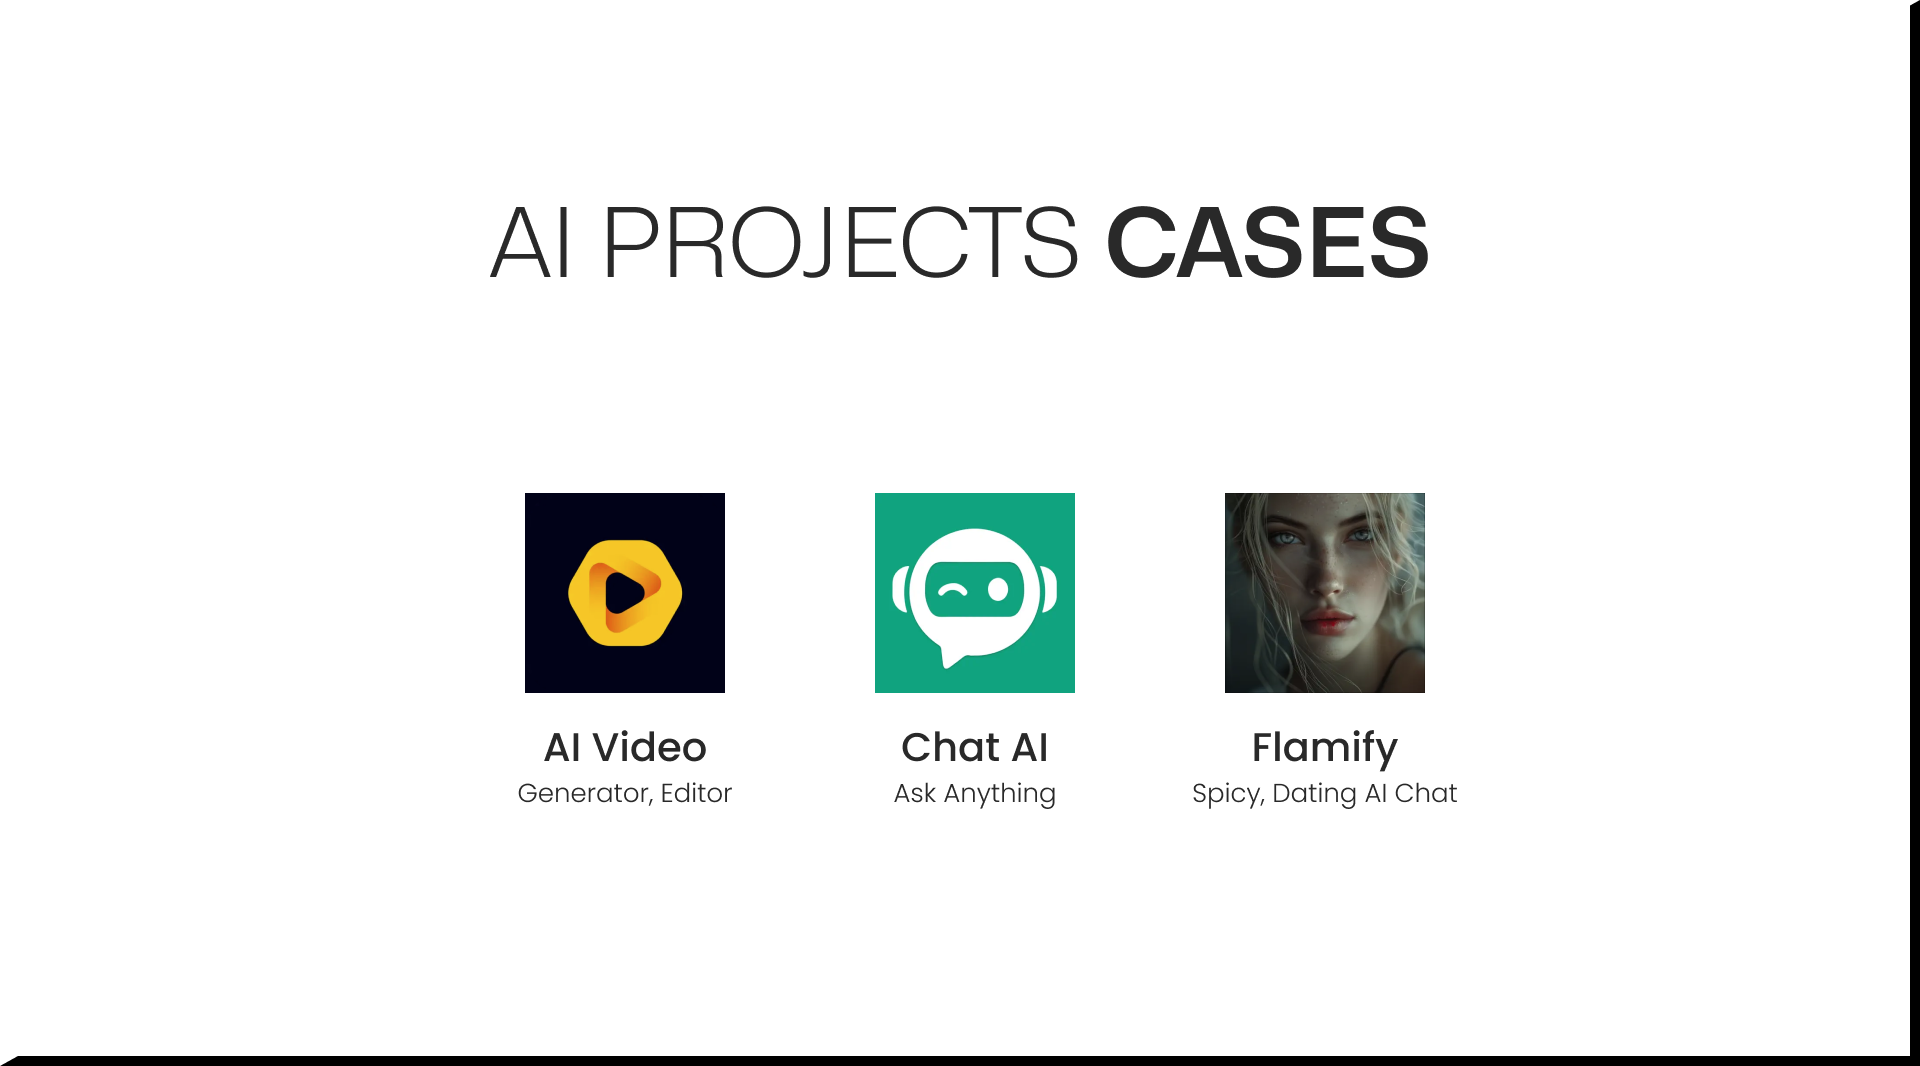 AI PROJECTS CASES
AI Video
Generator, Editor
Chat AI
Ask Anything
Flamify
Spicy, Dating AI Chat